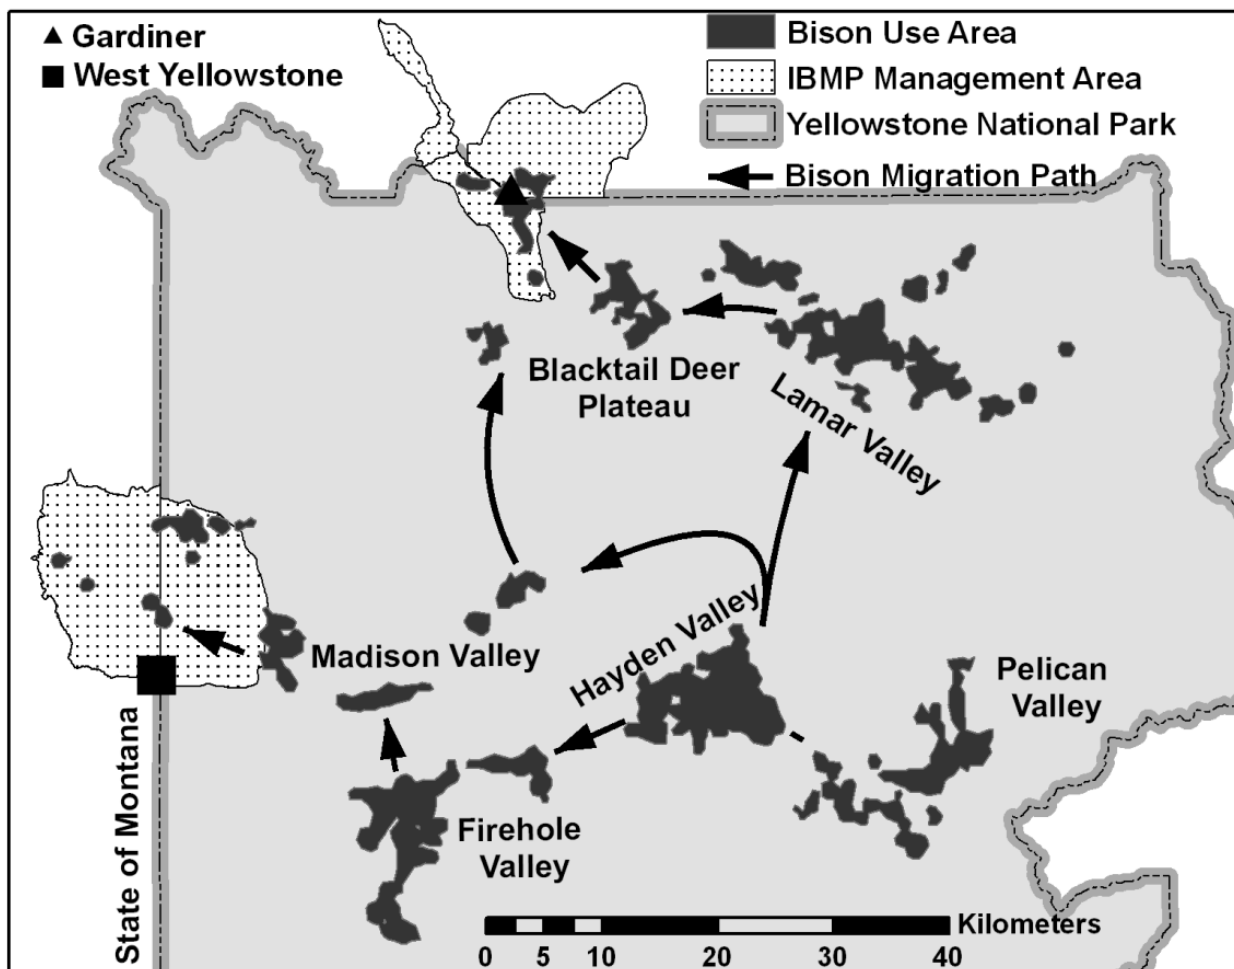 Gardiner
West Yellowstone
Bison Use Area
IBMP Management Area
Yellowstone National Park
Bison Migration Path
Blacktail Deer
Plateau
Lamar Valley
Madison Valley
Hayden Valley
Pelican
Valley
Firehole
Valley
State of Montana
Kilometers
0 5 10 20 30 40